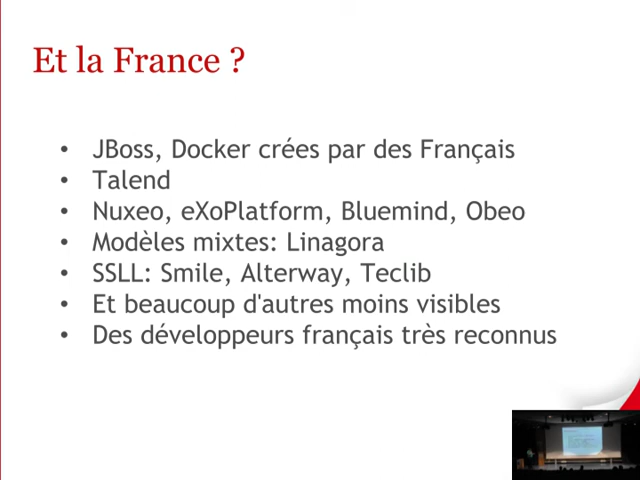 Et la France ?
• JBoss, Docker crées par des Français
• Talend
• Nuxeo, eXoPlatform, Bluemind, Obeo
• Modèles mixtes: Linagora
• SSLL: Smile, Alterway, Teclib
• Et beaucoup d'autres moins visibles
• Des développeurs français très reconnus